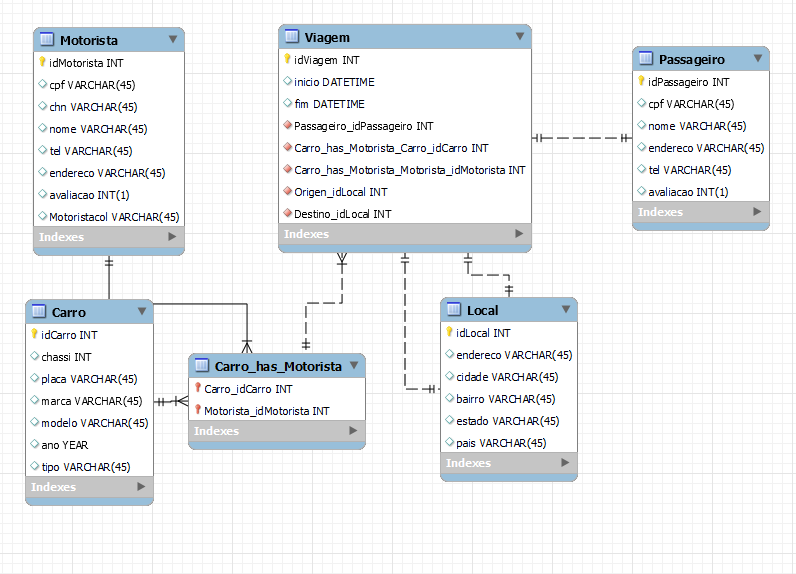 Motorista
idMotorista INT
cpf VARCHAR(45)
chn VARCHAR(45)
nome VARCHAR(45)
tel VARCHAR(45)
endereco VARCHAR(45)
avaliacao INT(1)
Motoristacol VARCHAR(45)
Indexes
Viagem
idViagem INT
inicio DATETIME
fim DATETIME
Passageiro_idPassageiro INT
Carro_has_Motorista_Carro_idCarro INT
Carro_has_Motorista_Motorista_idMotorista INT
Origen_idLocal INT
Destino_idLocal INT
Indexes
Passageiro
idPassageiro INT
cpf VARCHAR(45)
nome VARCHAR(45)
endereco VARCHAR(45)
tel VARCHAR(45)
avaliacao INT(1)
Indexes
Carro
idCarro INT
chassi INT
placa VARCHAR(45)
marca VARCHAR(45)
modelo VARCHAR(45)
ano YEAR
tipo VARCHAR(45)
Indexes
Carro_has_Motorista
Carro_idCarro INT
Motorista_idMotorista INT
Indexes
Local
idLocal INT
endereco VARCHAR(45)
cidade VARCHAR(45)
bairro VARCHAR(45)
estado VARCHAR(45)
pais VARCHAR(45)
Indexes